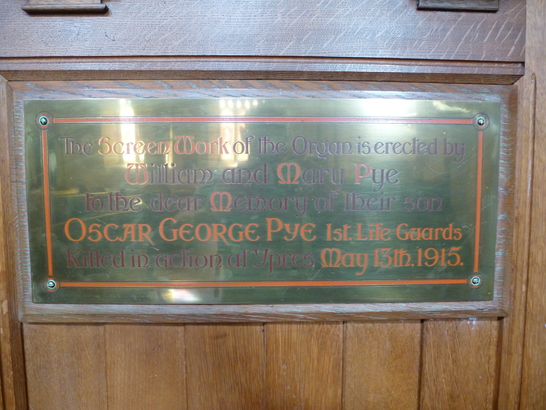 The Screen Work of the Organ is erected by
William and Mary Pye
to the dear Memory of their son
OSCAR GEORGE PYE 1st. Life Guards
Killed in action at Ypres May 13th. 1915.